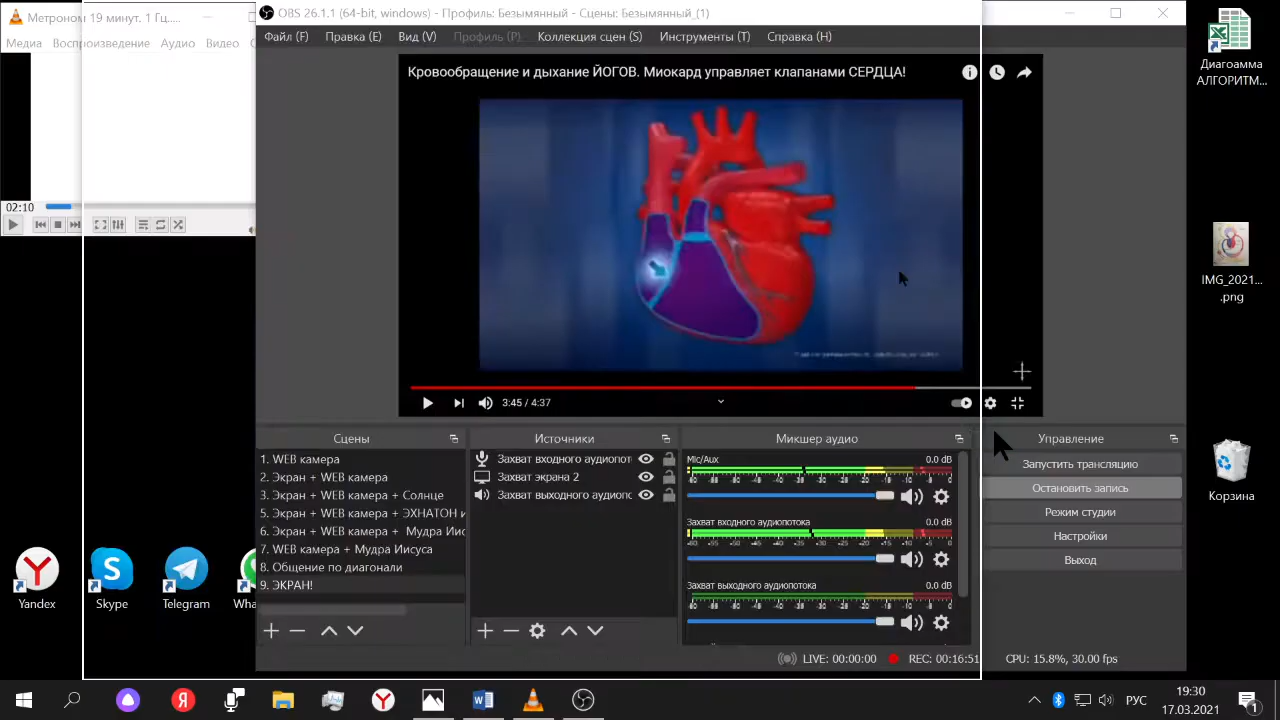 Метроном 19 минут. 1 Гц.....
Медиа Воспроизведение Аудио Видео
02:10
OBS 26.1.1 (64-bit, windows) - Сцены: Безымянный (1)
Файл (F) Правка (E) Вид (V) Профиль (P) Инструменты (T) Справка (H)
Кровообращение и дыхание ЙОГОВ. Миокард управляет клапанами СЕРДЦА!
3:45 / 4:37
Сцены
1. WEB камера
2. Экран + WEB камера
3. Экран + WEB камера +Солнце
5. Экран + WEB камера + ЭХНАТОН и
6. Экран + WEB камера + Мудра Иис
7. WEB камера + Мудра Иисуса
8. Общение по диагонали
9. ЭКРАН!
Источники
Захват входного аудиопот
Захват экрана 2
Захват выходного аудиопс
Микшер аудио
Mic/Aux 0.0 dB
Захват входного аудиопотока 0.0 dB
Захват выходного аудиопотока 0.0 dB
Управление
Запустить трансляцию
Остановить запись
Режим студии
Настройки
Выход
LIVE: 00:00:00 REC: 00:16:51 CPU: 15.8%, 30.00 fps
Диагоамма
АЛГОРИТМ...
IMG_2021...
.png
Корзина
Yandex Skype Telegram Wha
РУС
19:30
17.03.2021
1